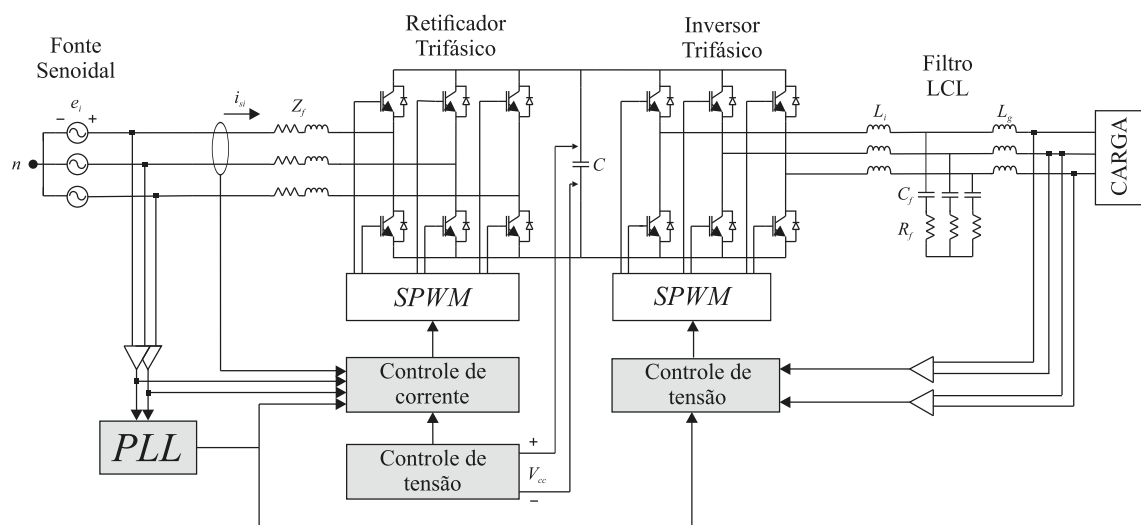 Fonte
Senoidal
Retificador
Trifásico
Inversor
Trifásico
Filtro
LCL
e_i
− +
i_si
Z_f
L_i
L_g
n
C
CARGA
C_f
R_f
SPWM
SPWM
Controle de
corrente
Controle de
tensão
PLL
Controle de
tensão
+
V_cc
−